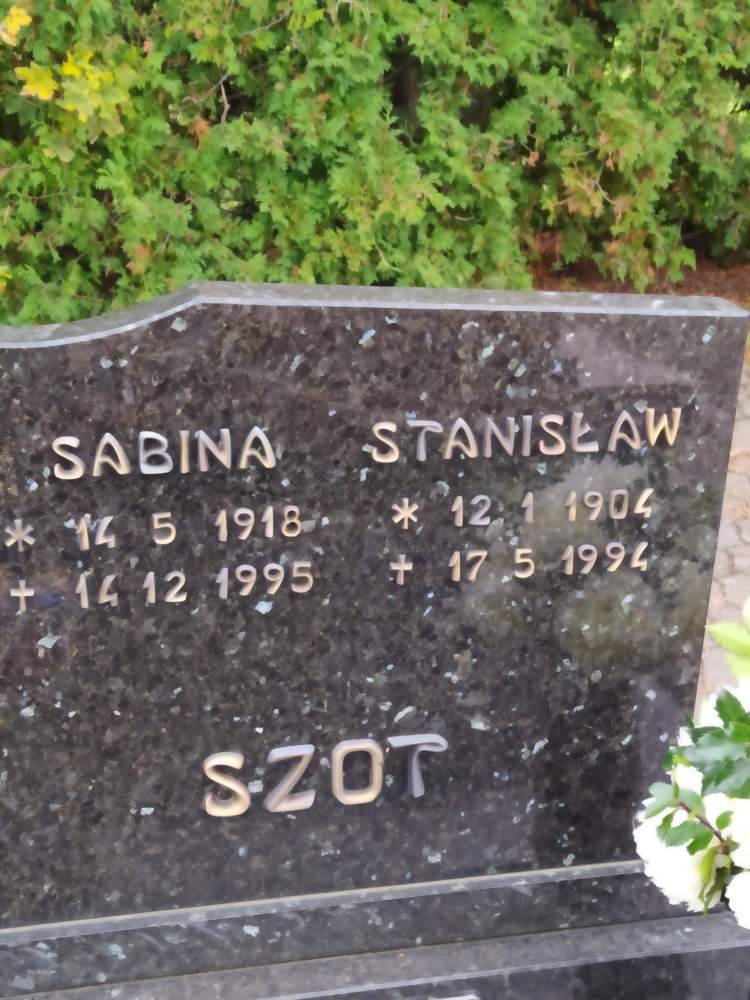 SABINA
* 14 5 1918
† 14 12 1995
STANISŁAW
* 12 1 1904
† 17 5 1994
SZOT